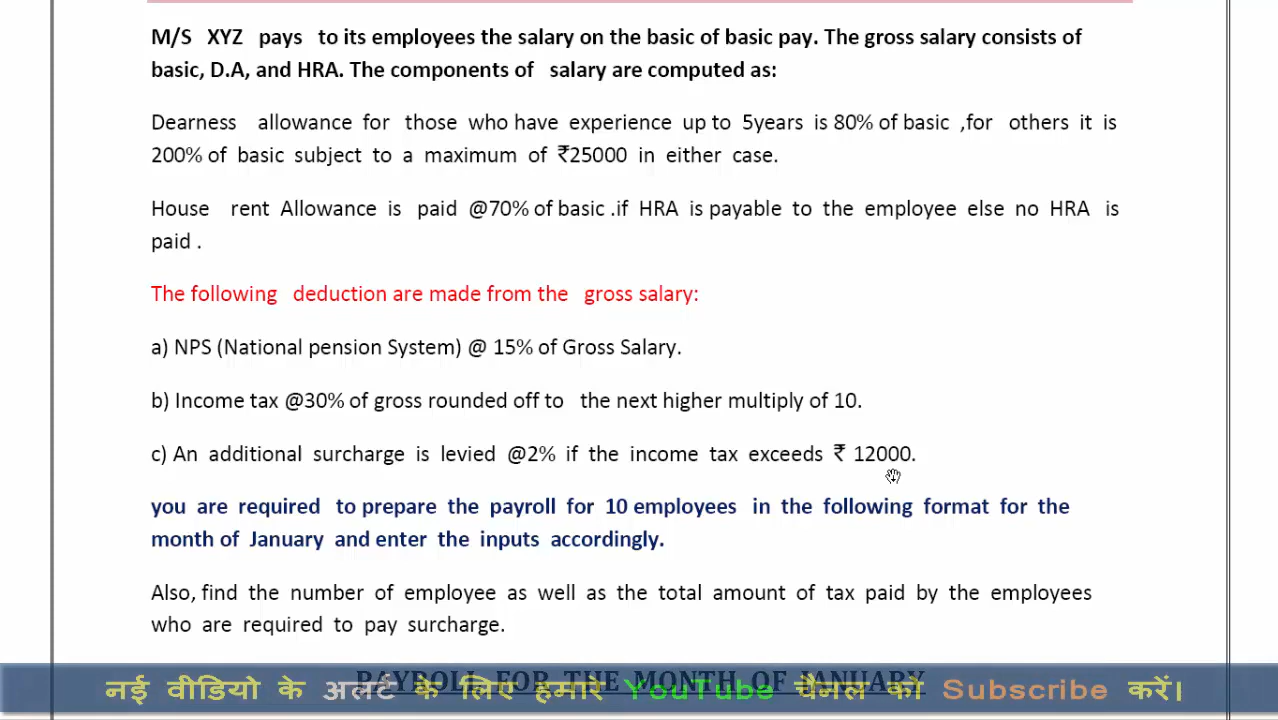 M/S XYZ pays to its employees the salary on the basic of basic pay. The gross salary consists of
basic, D.A, and HRA. The components of salary are computed as:
Dearness allowance for those who have experience up to 5years is 80% of basic ,for others it is
200% of basic subject to a maximum of ₹25000 in either case.
House rent Allowance is paid @70% of basic .if HRA is payable to the employee else no HRA is
paid .
The following deduction are made from the gross salary:
a) NPS (National pension System) @ 15% of Gross Salary.
b) Income tax @30% of gross rounded off to the next higher multiply of 10.
c) An additional surcharge is levied @2% if the income tax exceeds ₹ 12000.
you are required to prepare the payroll for 10 employees in the following format for the
month of January and enter the inputs accordingly.
Also, find the number of employee as well as the total amount of tax paid by the employees
who are required to pay surcharge.
PAYROLL FOR THE MONTH OF JANUARY
नई वीडियो के अलर्ट के लिए हमारे YouTube चैनल को Subscribe करें।